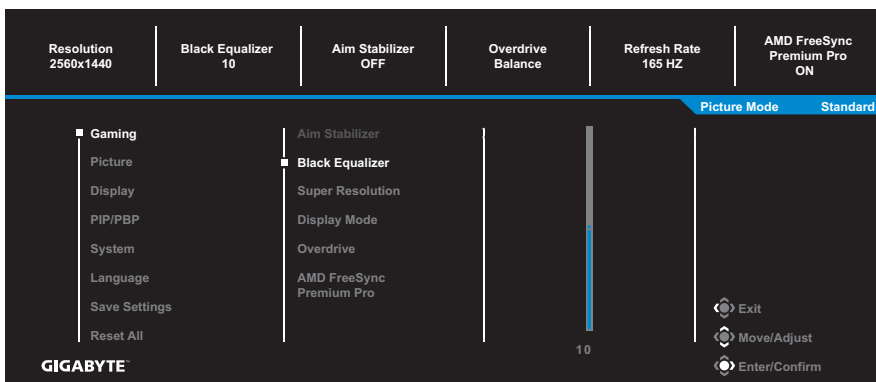 Resolution
2560x1440
Black Equalizer
10
Aim Stabilizer
OFF
Overdrive
Balance
Refresh Rate
165 HZ
AMD FreeSync
Premium Pro
ON
Picture Mode Standard
Gaming
Picture
Display
PIP/PBP
System
Language
Save Settings
Reset All
Aim Stabilizer
Black Equalizer
Super Resolution
Display Mode
Overdrive
AMD FreeSync
Premium Pro
10
Exit
Move/Adjust
Enter/Confirm
GIGABYTE™